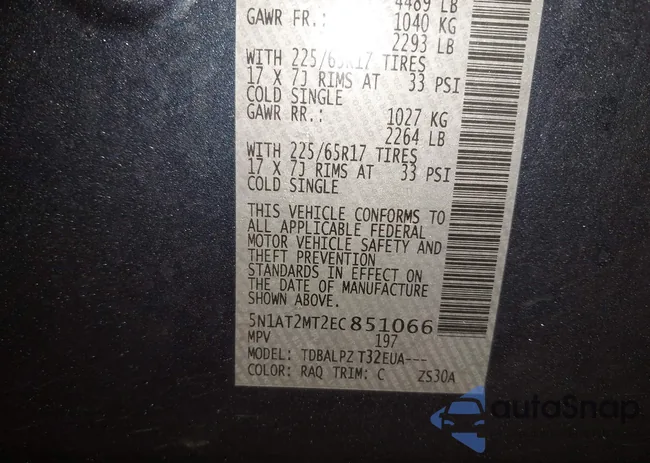 4489 LB
GAWR FR.: 1040 KG
2293 LB
WITH 225/65R17 TIRES
17 X 7J RIMS AT 33 PSI
COLD SINGLE
GAWR RR.: 1027 KG
2264 LB
WITH 225/65R17 TIRES
17 X 7J RIMS AT 33 PSI
COLD SINGLE
THIS VEHICLE CONFORMS TO
ALL APPLICABLE FEDERAL
MOTOR VEHICLE SAFETY AND
THEFT PREVENTION
STANDARDS IN EFFECT ON
THE DATE OF MANUFACTURE
SHOWN ABOVE.
5N1AT2MT2EC851066
MPV 197
MODEL: TDBALPZ T32EUA---
COLOR: RAQ TRIM: C ZS30A
autoSnap